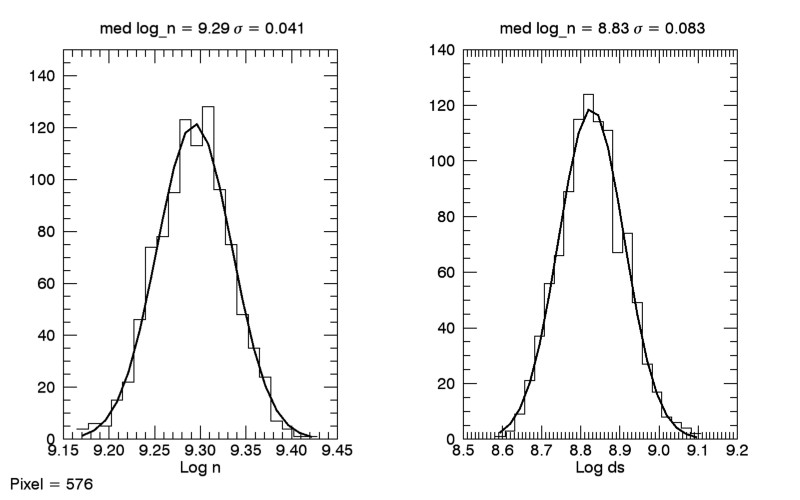 med log_n = 9.29 σ = 0.041
140
120
100
80
60
40
20
0
9.15 9.20 9.25 9.30 9.35 9.40 9.45
Log n
med log_n = 8.83 σ = 0.083
140
120
100
80
60
40
20
0
8.5 8.6 8.7 8.8 8.9 9.0 9.1 9.2
Log ds
Pixel = 576